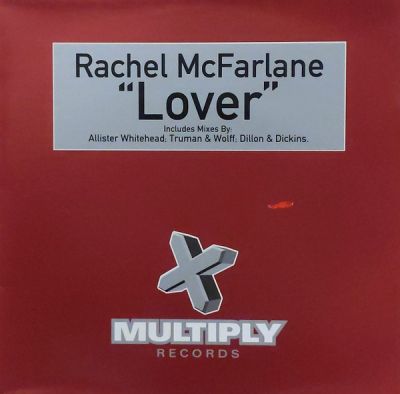 Rachel McFarlane
“Lover”
Includes Mixes By:
Allister Whitehead; Truman & Wolff; Dillon & Dickins.
MULTIPLY
RECORDS